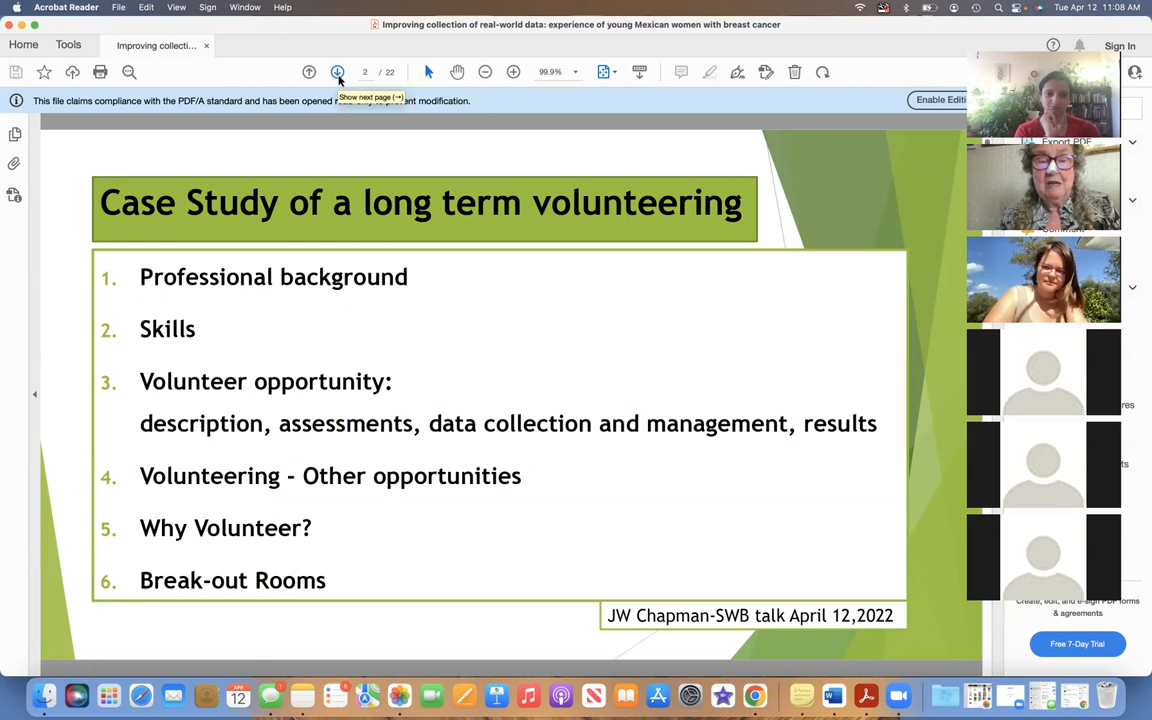 Acrobat Reader File Edit View Sign Window Help
Tue Apr 12 11:08 AM
Improving collection of real-world data: experience of young Mexican women with breast cancer
Home Tools Improving collecti... × Sign In
2 / 22 99.9%
Show next page (→)
This file claims compliance with the PDF/A standard and has been opened modification. Enable Editi
Export PDF
Case Study of a long term volunteering
1. Professional background
2. Skills
3. Volunteer opportunity:
description, assessments, data collection and management, results
4. Volunteering - Other opportunities
5. Why Volunteer?
6. Break-out Rooms
JW Chapman-SWB talk April 12,2022
Comment
res
ts
Create, edit, and e-sign PDF forms
& agreements
Free 7-Day Trial
APR
12